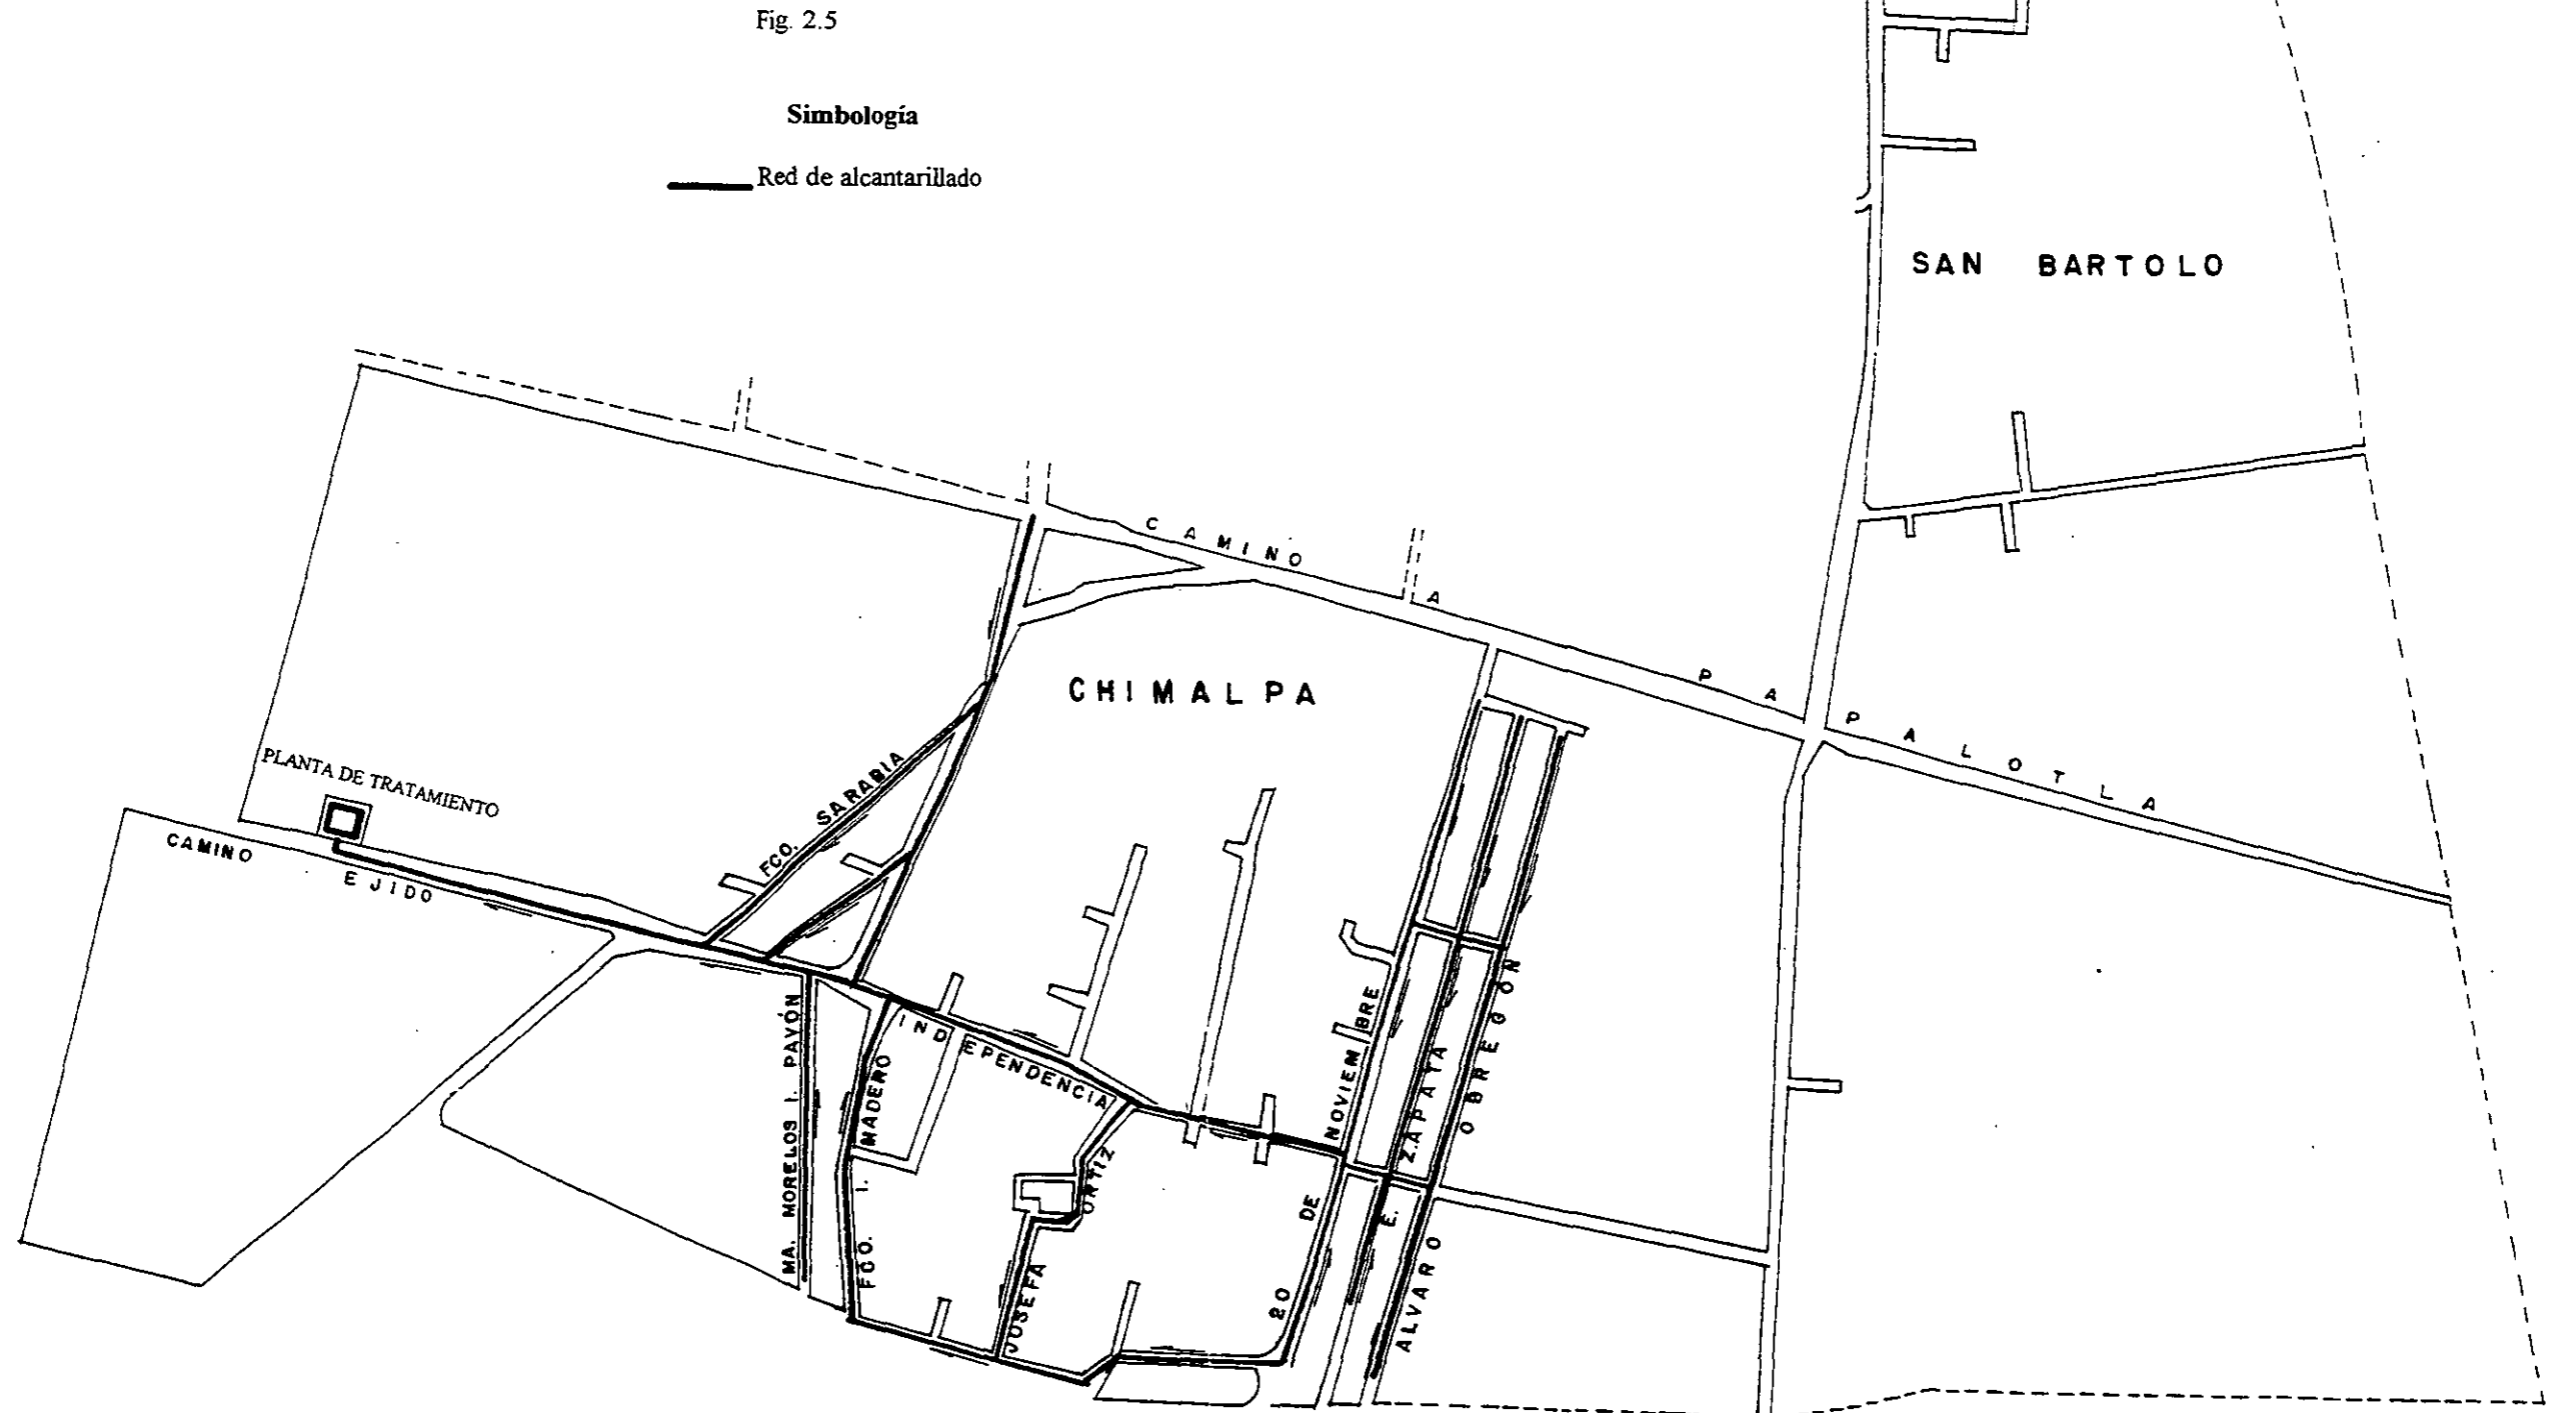 Fig. 2.5
Simbología
Red de alcantarillado
SAN BARTOLO
CAMINO A PAPALOTLA
CHIMALPA
PLANTA DE TRATAMIENTO
FCO. SARABIA
CAMINO EJIDO
MA. MORELOS I. PAVÓN
FCO. I. MADERO
INDEPENDENCIA
JOSEFA ORTIZ
20 DE NOVIEMBRE
E. ZAPATA
ALVARO OBREGÓN